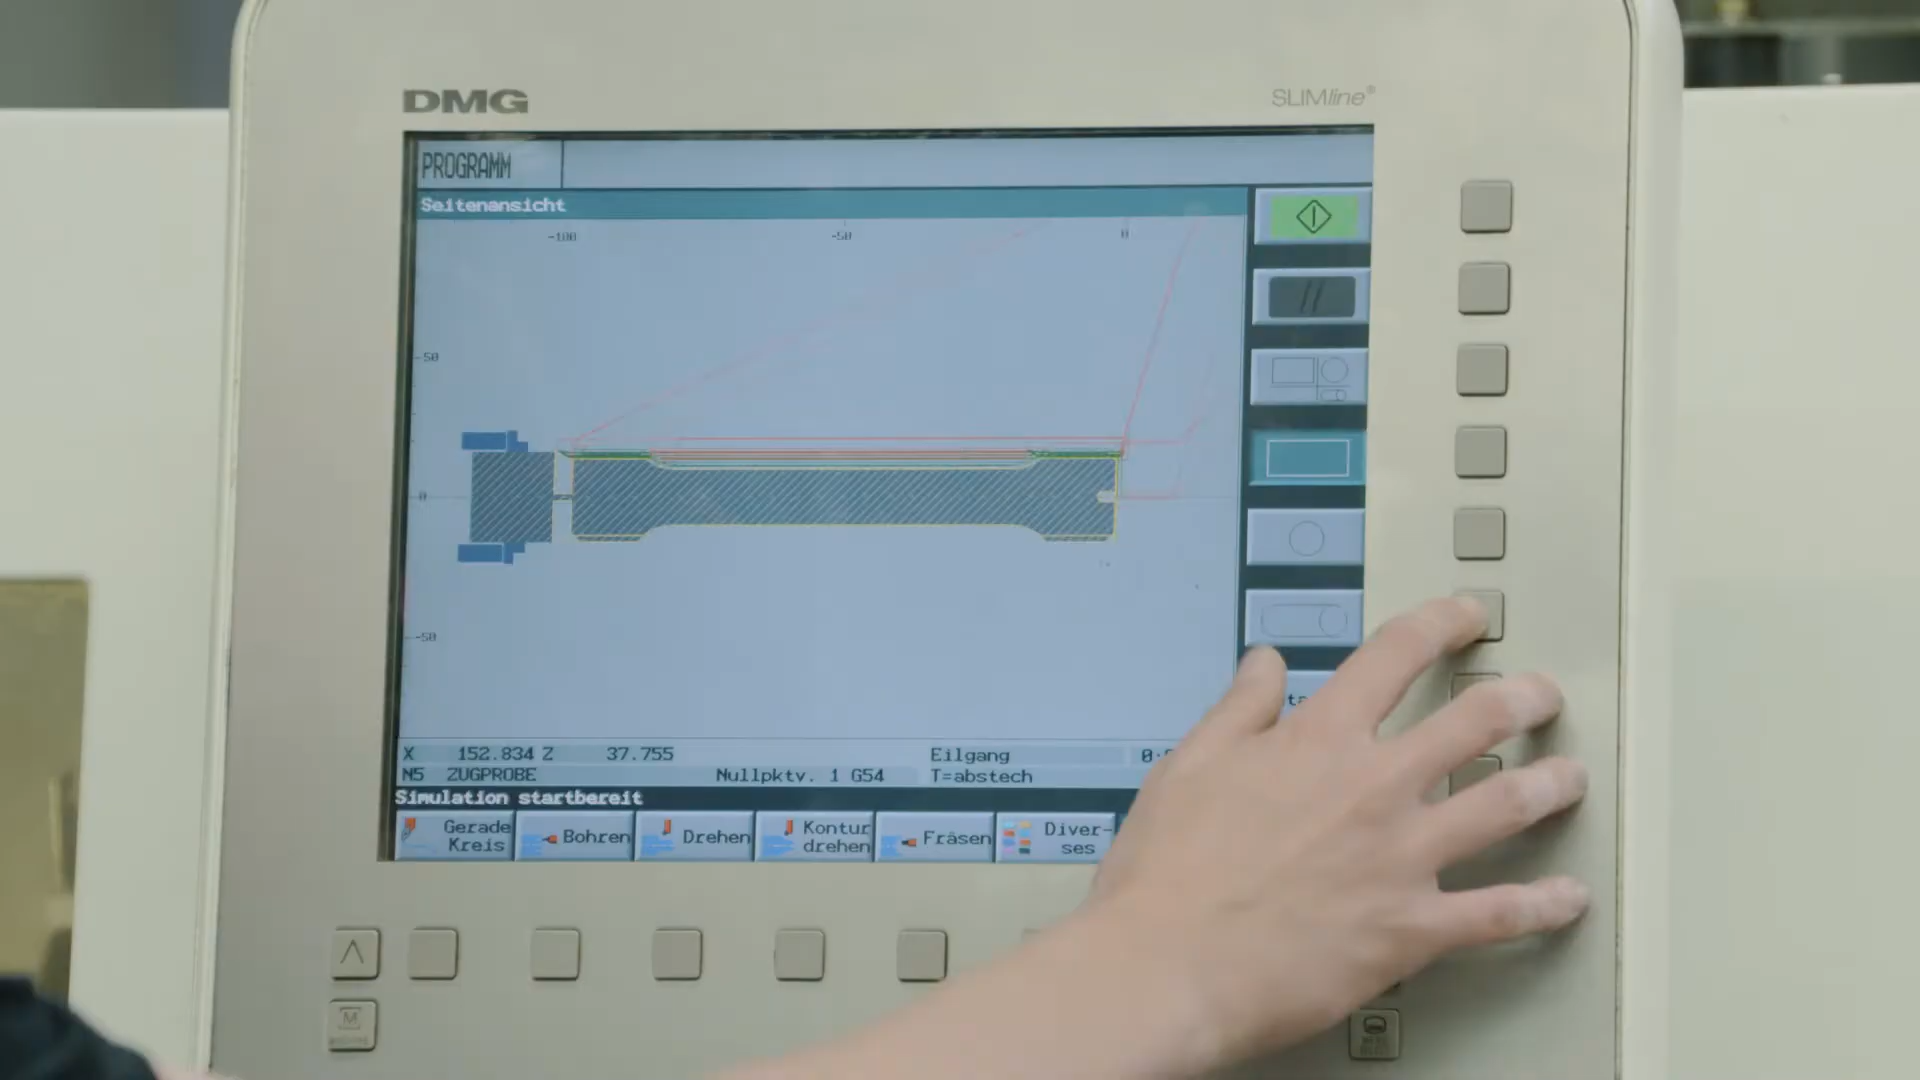 DMG
SLIMline®
PROGRAMM
Seitenansicht
-100 -50 0
50
0
-50
X 152.834 Z 37.755 Eilgang
N5 ZUGPROBE Nullpktv. 1 G54 T=abstech
Simulation startbereit
Gerade
Kreis
Bohren
Drehen
Kontur
drehen
Fräsen
Diver-
ses
M